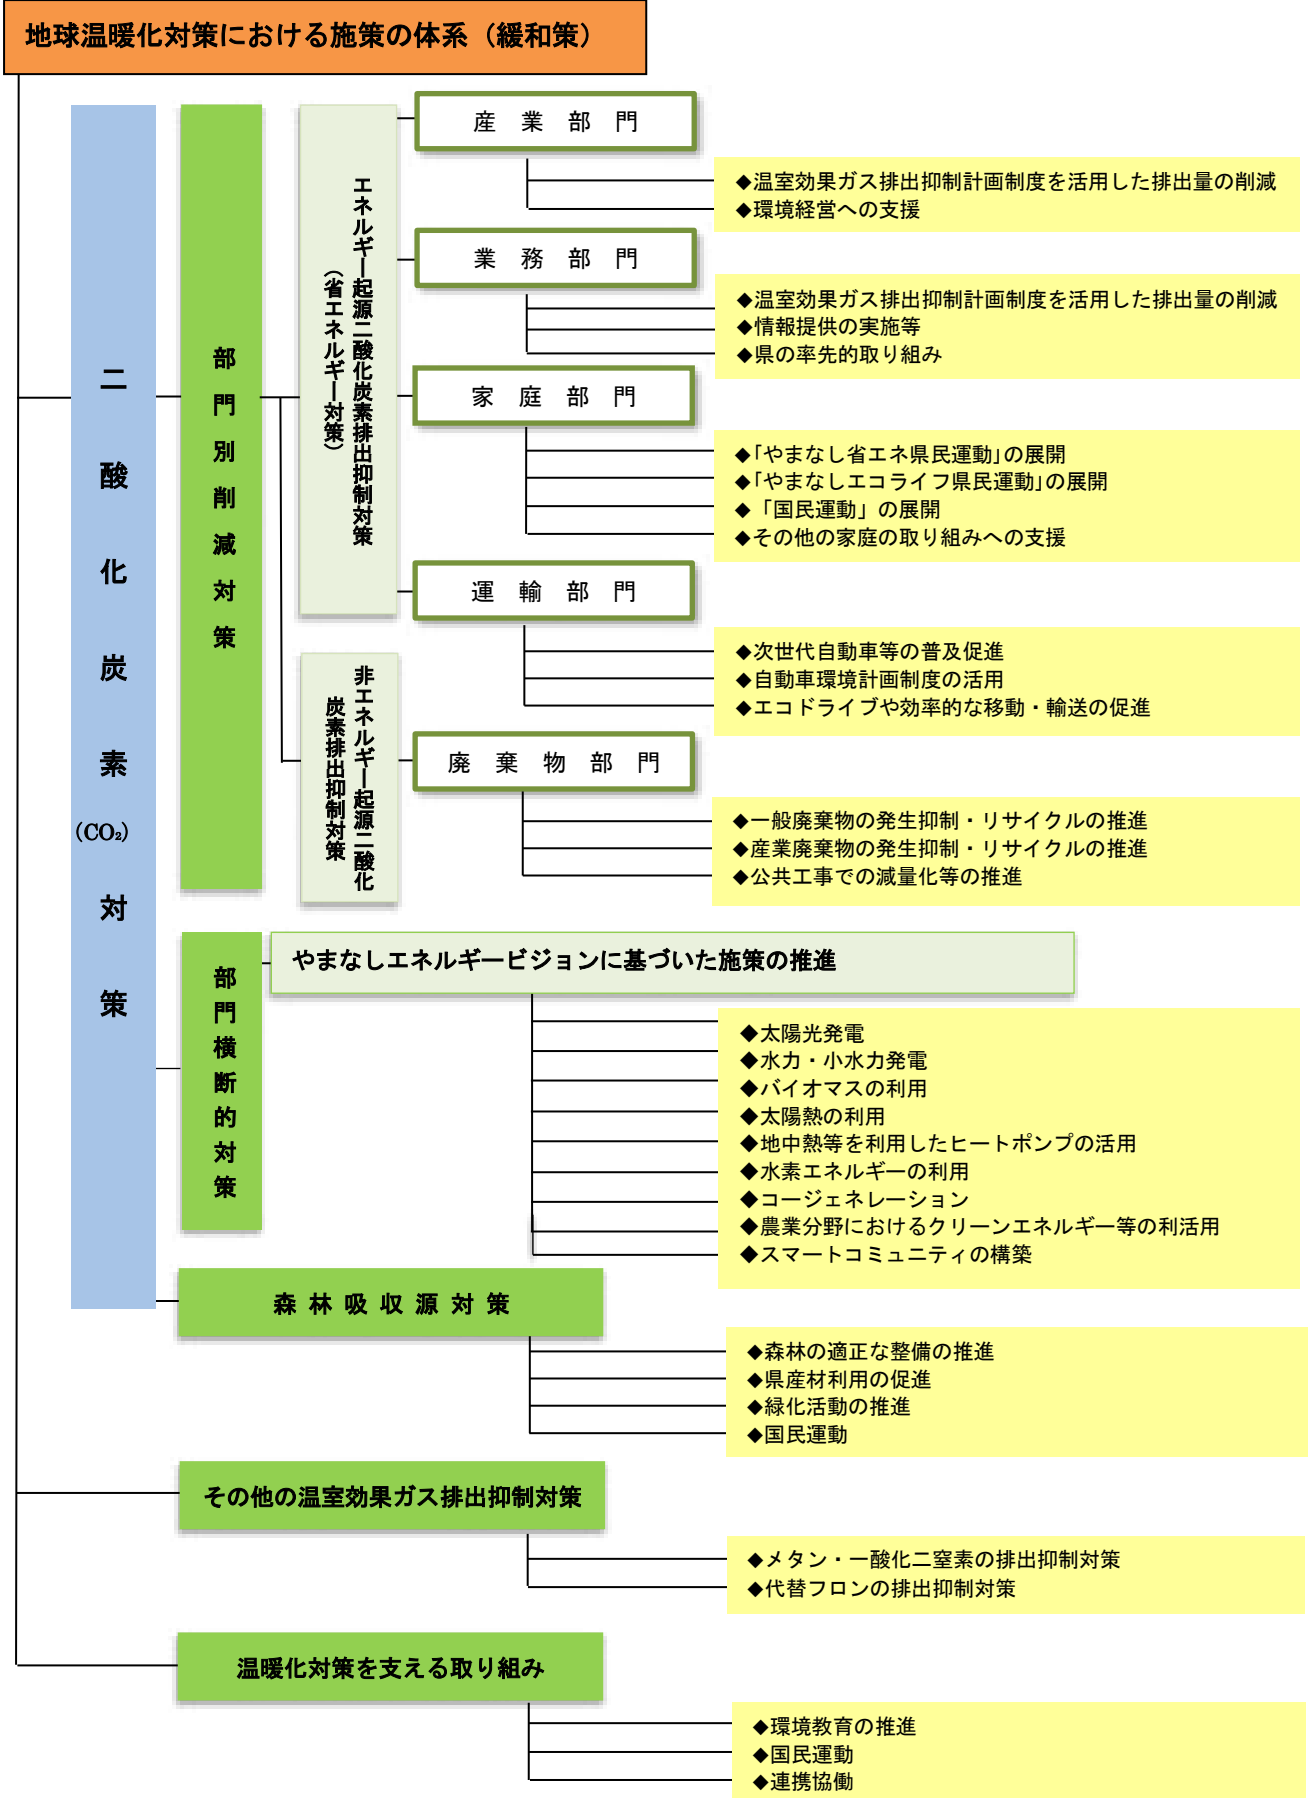 地球温暖化対策における施策の体系（緩和策）
二酸化炭素（CO₂）対策
部門別削減対策
エネルギー起源二酸化炭素排出抑制対策
（省エネルギー対策）
産業部門
◆温室効果ガス排出抑制計画制度を活用した排出量の削減
◆環境経営への支援
業務部門
◆温室効果ガス排出抑制計画制度を活用した排出量の削減
◆情報提供の実施等
◆県の率先的取り組み
家庭部門
◆「やまなし省エネ県民運動」の展開
◆「やまなしエコライフ県民運動」の展開
◆「国民運動」の展開
◆その他の家庭の取り組みへの支援
運輸部門
◆次世代自動車等の普及促進
◆自動車環境計画制度の活用
◆エコドライブや効率的な移動・輸送の促進
非エネルギー起源二酸化
炭素排出抑制対策
廃棄物部門
◆一般廃棄物の発生抑制・リサイクルの推進
◆産業廃棄物の発生抑制・リサイクルの推進
◆公共工事での減量化等の推進
部門横断的対策
やまなしエネルギービジョンに基づいた施策の推進
◆太陽光発電
◆水力・小水力発電
◆バイオマスの利用
◆太陽熱の利用
◆地中熱等を利用したヒートポンプの活用
◆水素エネルギーの利用
◆コージェネレーション
◆農業分野におけるクリーンエネルギー等の利活用
◆スマートコミュニティの構築
森林吸収源対策
◆森林の適正な整備の推進
◆県産材利用の促進
◆緑化活動の推進
◆国民運動
その他の温室効果ガス排出抑制対策
◆メタン・一酸化二窒素の排出抑制対策
◆代替フロンの排出抑制対策
温暖化対策を支える取り組み
◆環境教育の推進
◆国民運動
◆連携協働